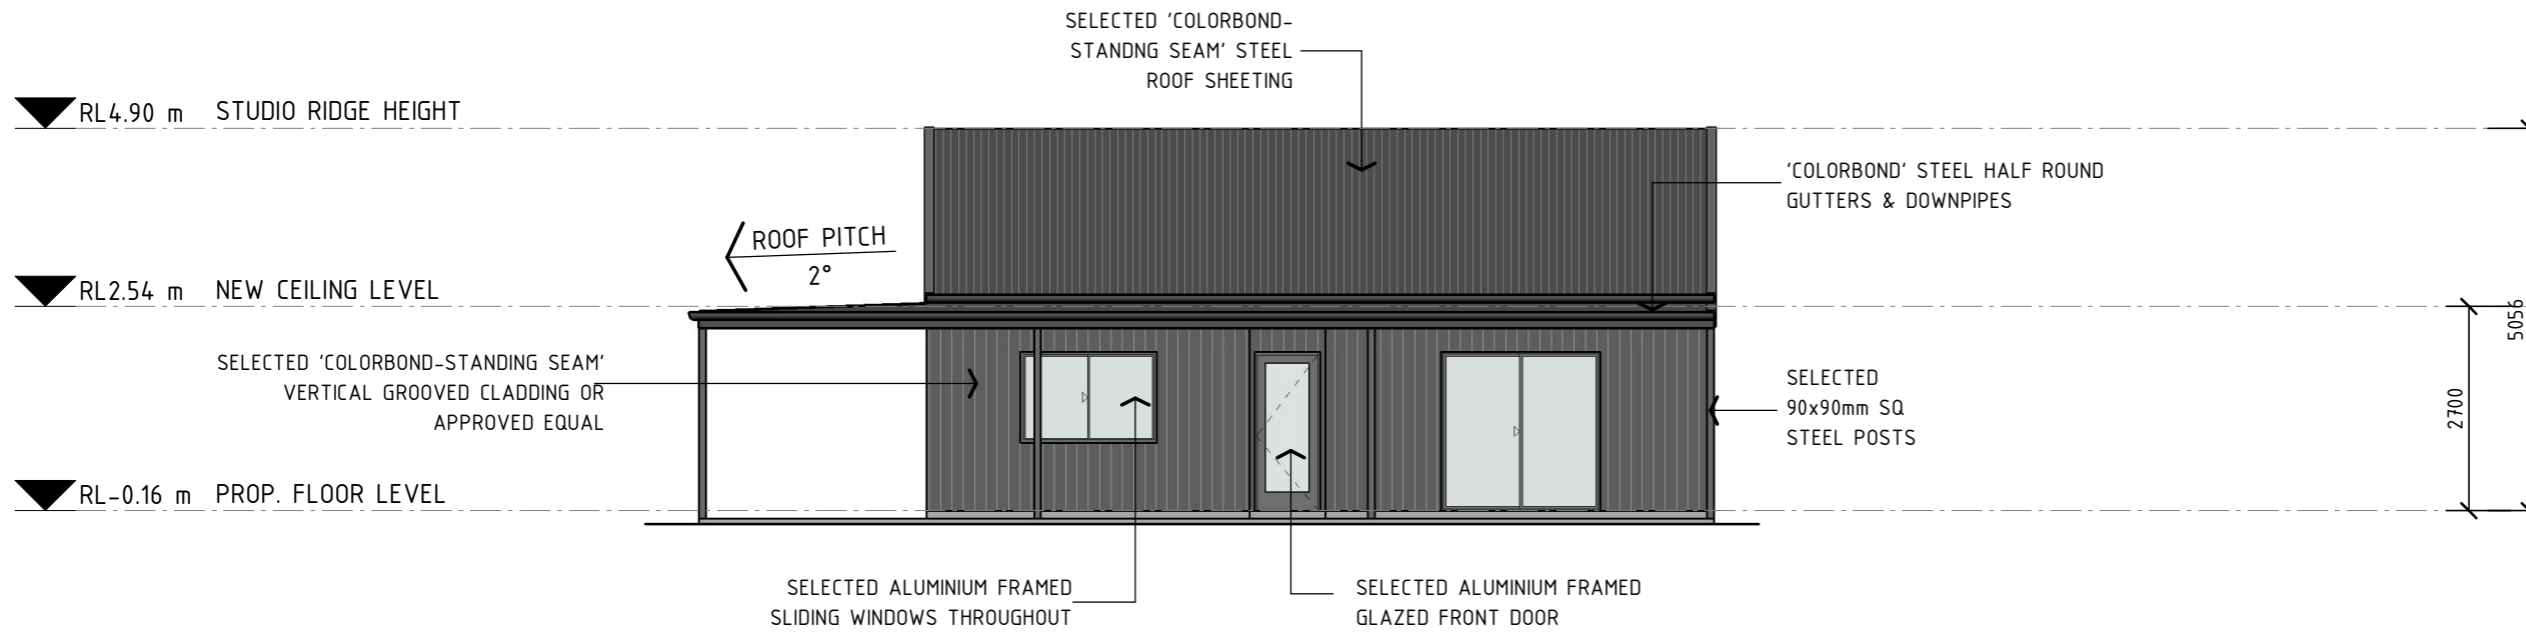 SELECTED 'COLORBOND-
STANDNG SEAM' STEEL
ROOF SHEETING
RL4.90 m STUDIO RIDGE HEIGHT
'COLORBOND' STEEL HALF ROUND
GUTTERS & DOWNPIPES
ROOF PITCH
2°
RL2.54 m NEW CEILING LEVEL
5056
SELECTED 'COLORBOND-STANDING SEAM'
VERTICAL GROOVED CLADDING OR
APPROVED EQUAL
SELECTED
90x90mm SQ
STEEL POSTS
2700
RL-0.16 m PROP. FLOOR LEVEL
SELECTED ALUMINIUM FRAMED
SLIDING WINDOWS THROUGHOUT
SELECTED ALUMINIUM FRAMED
GLAZED FRONT DOOR